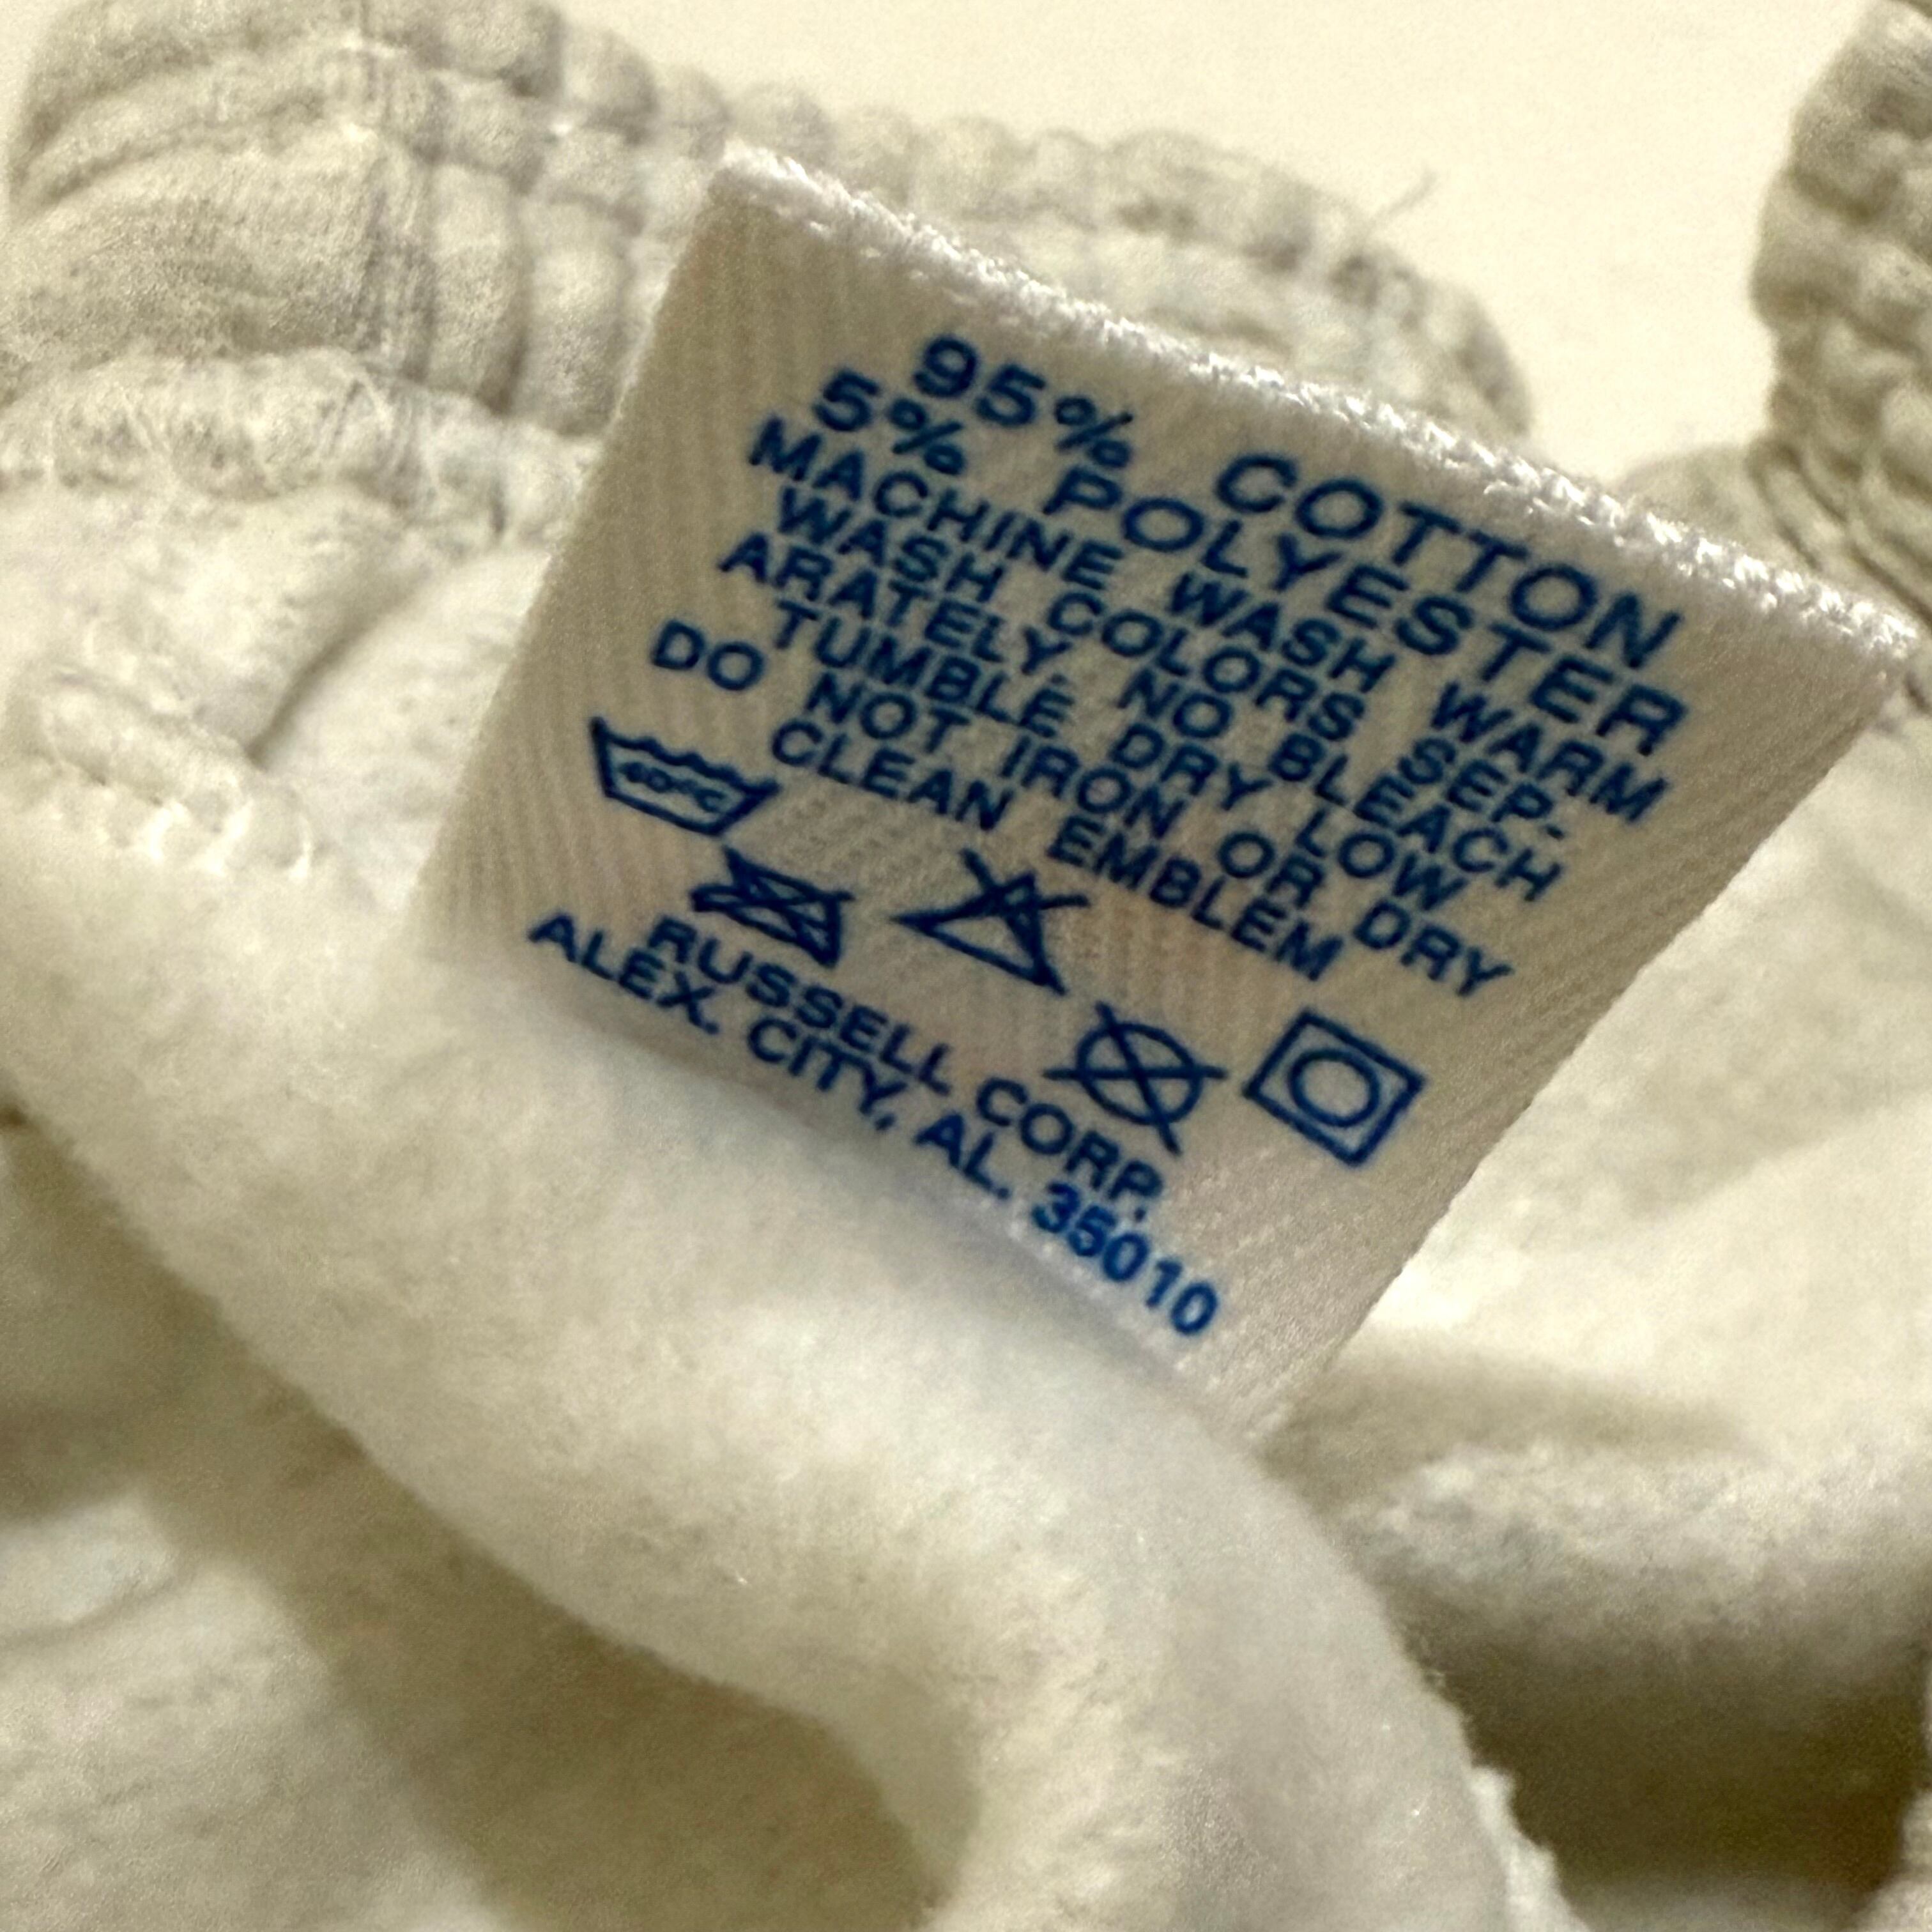 95% COTTON
5% POLYESTER
MACHINE WASH WARM
WASH COLORS SEP-
ARATELY. NO BLEACH
TUMBLE DRY LOW
DO NOT IRON OR DRY
CLEAN EMBLEM
40°C
RUSSELL CORP.
ALEX. CITY, AL. 35010